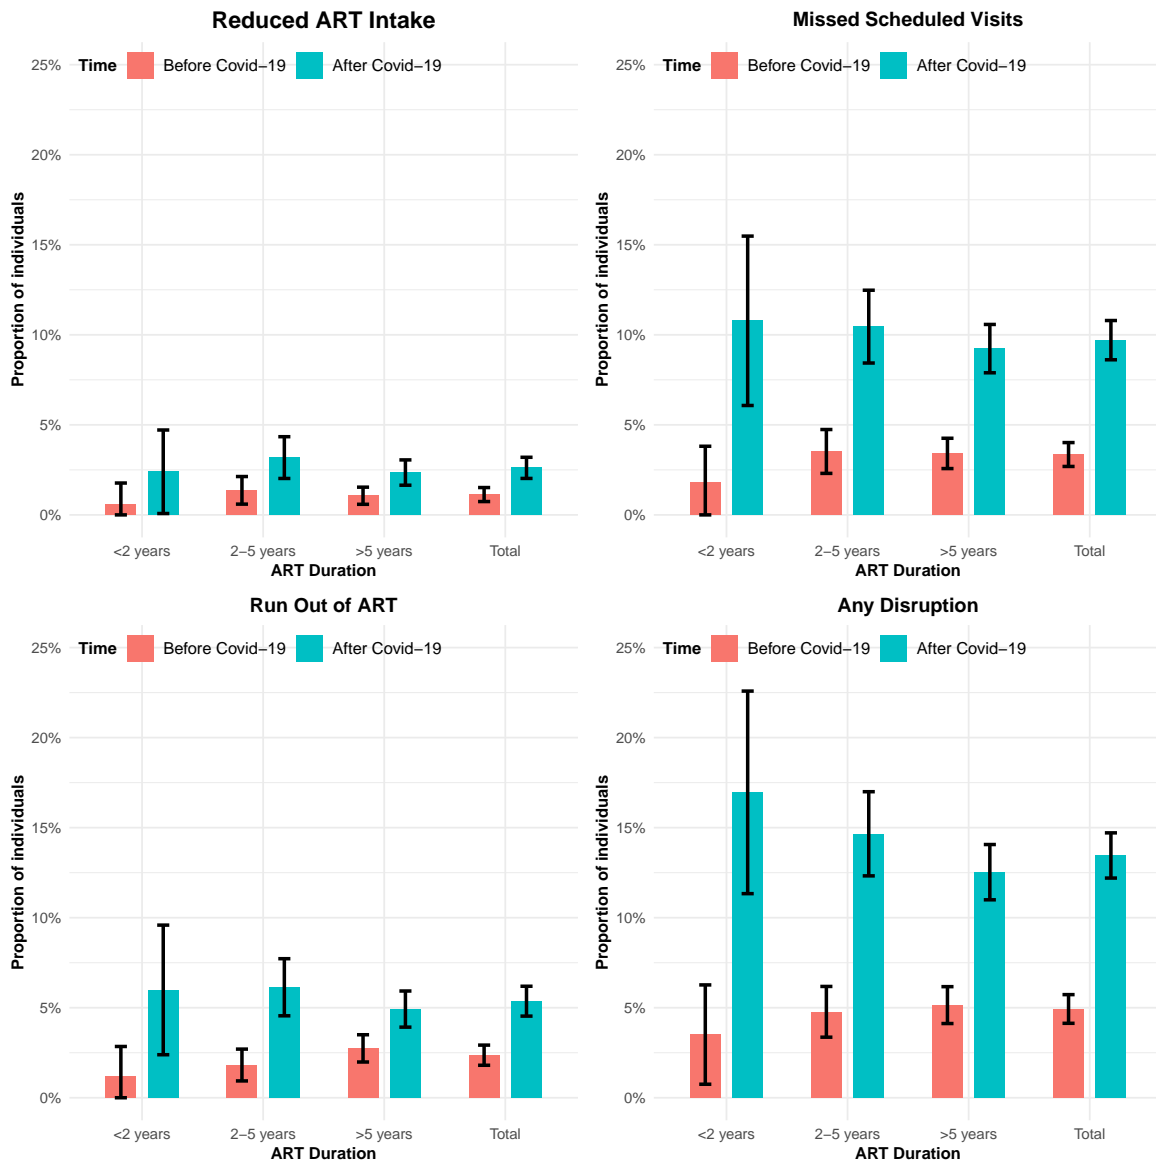 Reduced ART Intake
Time Before Covid−19 After Covid−19
25%
20%
15%
10%
5%
0%
Proportion of individuals
<2 years 2−5 years >5 years Total
ART Duration
Missed Scheduled Visits
Time Before Covid−19 After Covid−19
25%
20%
15%
10%
5%
0%
Proportion of individuals
<2 years 2−5 years >5 years Total
ART Duration
Run Out of ART
Time Before Covid−19 After Covid−19
25%
20%
15%
10%
5%
0%
Proportion of individuals
<2 years 2−5 years >5 years Total
ART Duration
Any Disruption
Time Before Covid−19 After Covid−19
25%
20%
15%
10%
5%
0%
Proportion of individuals
<2 years 2−5 years >5 years Total
ART Duration